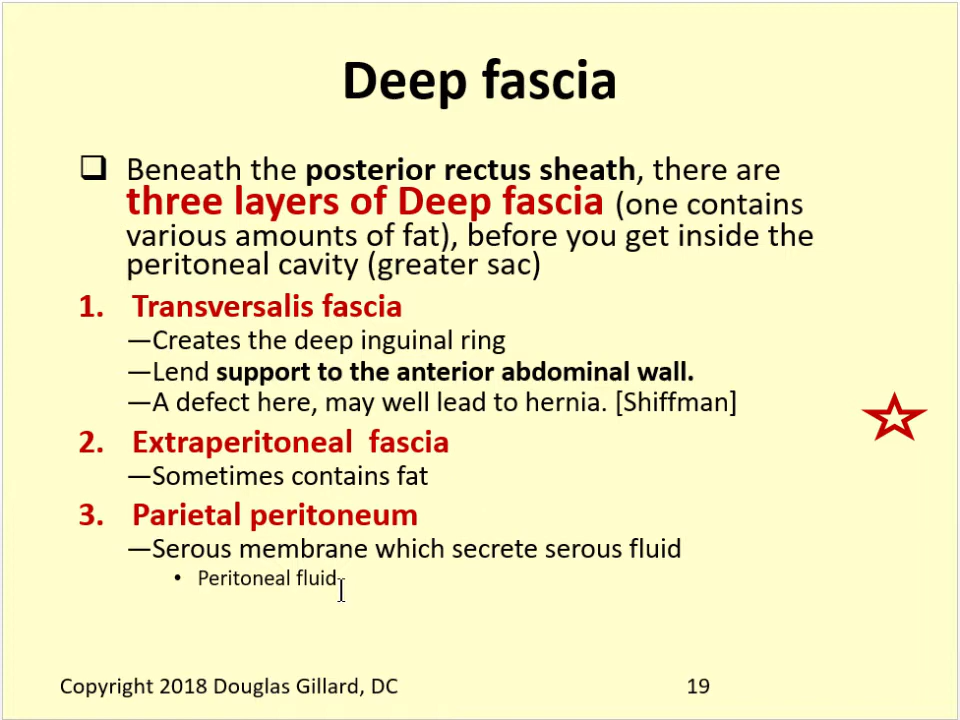 Deep fascia
❑ Beneath the posterior rectus sheath, there are
three layers of Deep fascia (one contains
various amounts of fat), before you get inside the
peritoneal cavity (greater sac)
1. Transversalis fascia
—Creates the deep inguinal ring
—Lend support to the anterior abdominal wall.
—A defect here, may well lead to hernia. [Shiffman]
2. Extraperitoneal fascia
—Sometimes contains fat
3. Parietal peritoneum
—Serous membrane which secrete serous fluid
• Peritoneal fluid
Copyright 2018 Douglas Gillard, DC 19